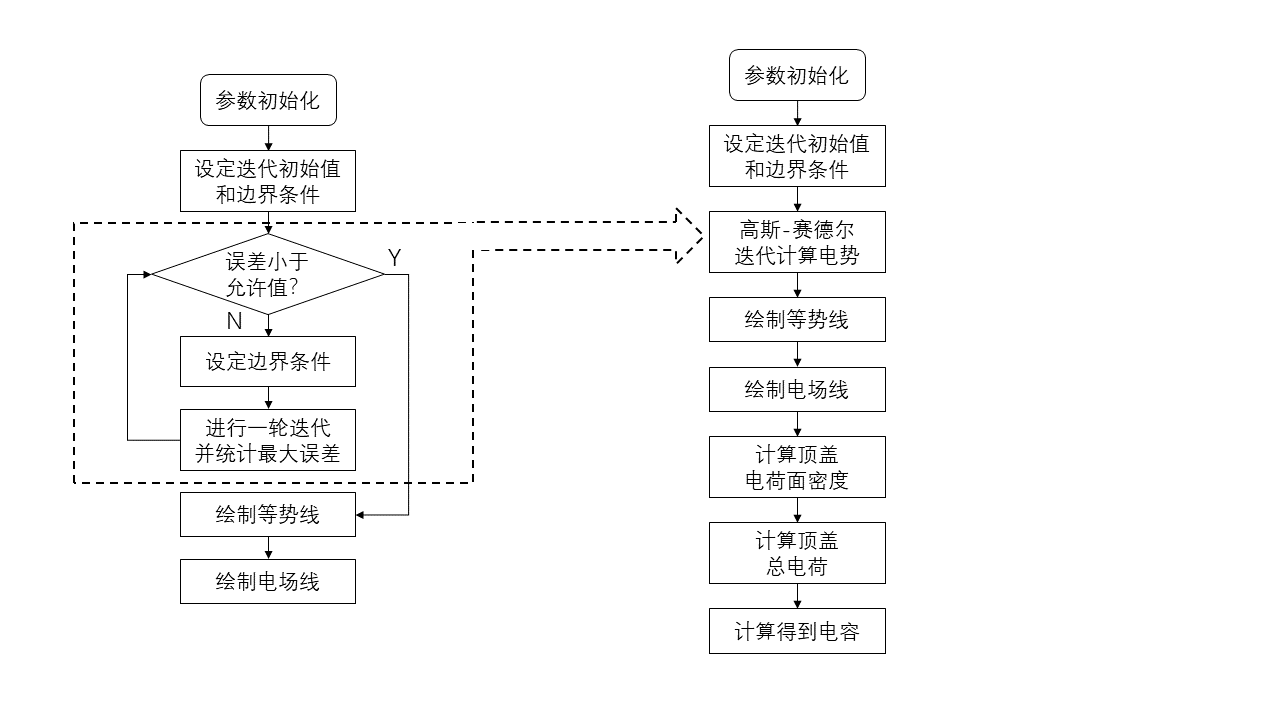 参数初始化
设定迭代初始值
和边界条件
误差小于
允许值?
Y
N
设定边界条件
进行一轮迭代
并统计最大误差
绘制等势线
绘制电场线
参数初始化
设定迭代初始值
和边界条件
高斯-赛德尔
迭代计算电势
绘制等势线
绘制电场线
计算顶盖
电荷面密度
计算顶盖
总电荷
计算得到电容